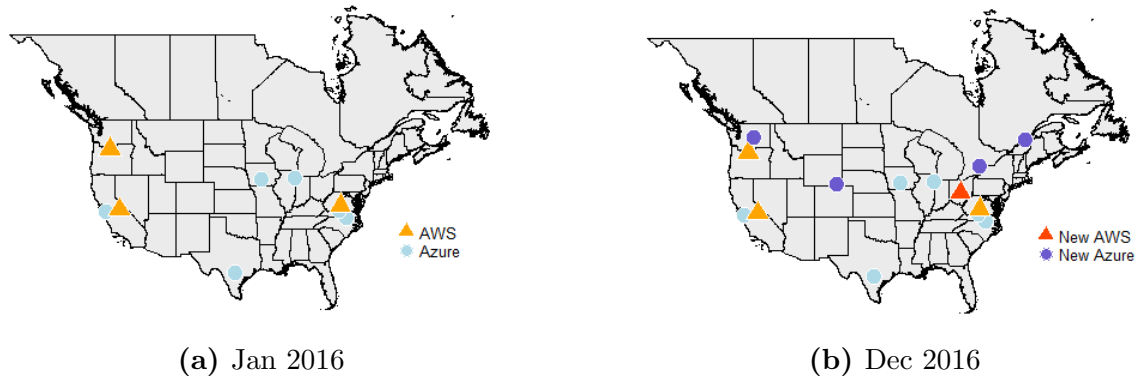 AWS
Azure
New AWS
New Azure
(a) Jan 2016
(b) Dec 2016